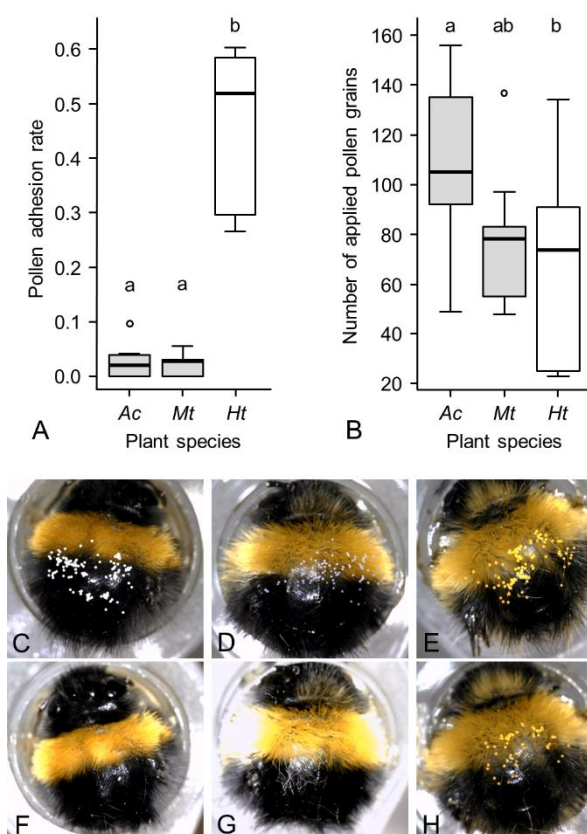 a a b
0.6
0.5
0.4
0.3
0.2
0.1
0.0
Pollen adhesion rate
Ac Mt Ht
A
Plant species
a ab b
160
140
120
100
80
60
40
20
Number of applied pollen grains
Ac Mt Ht
B
Plant species
C D E
F G H